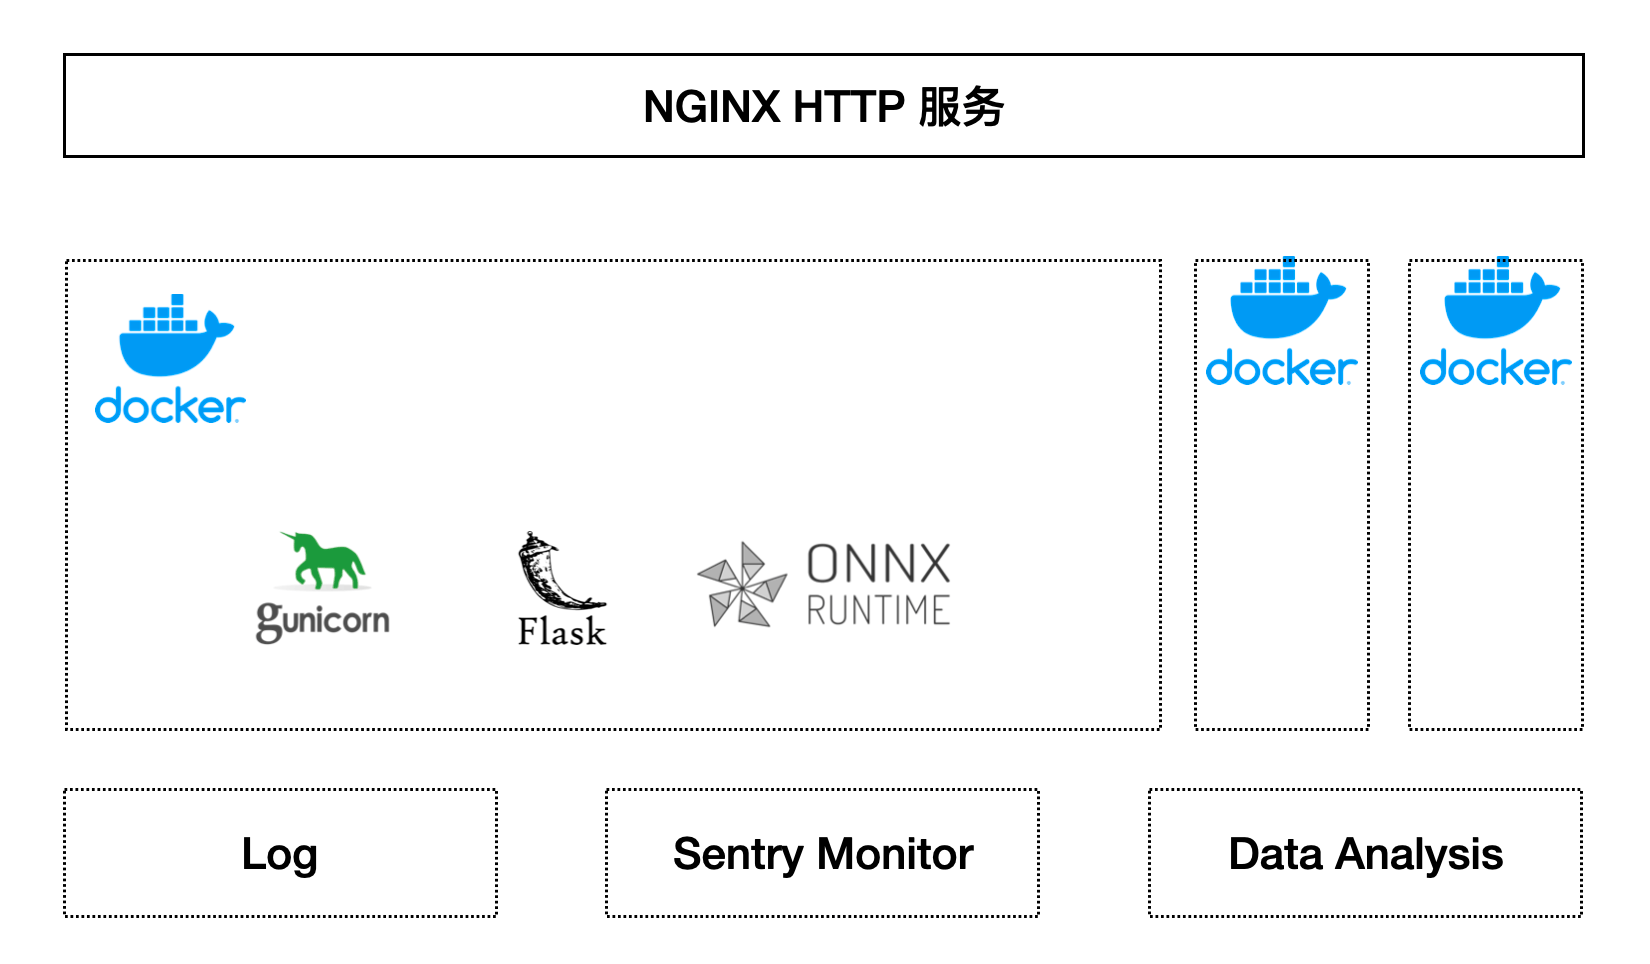 NGINX HTTP 服务
docker
docker
docker
gunicorn
Flask
ONNX
RUNTIME
Log
Sentry Monitor
Data Analysis